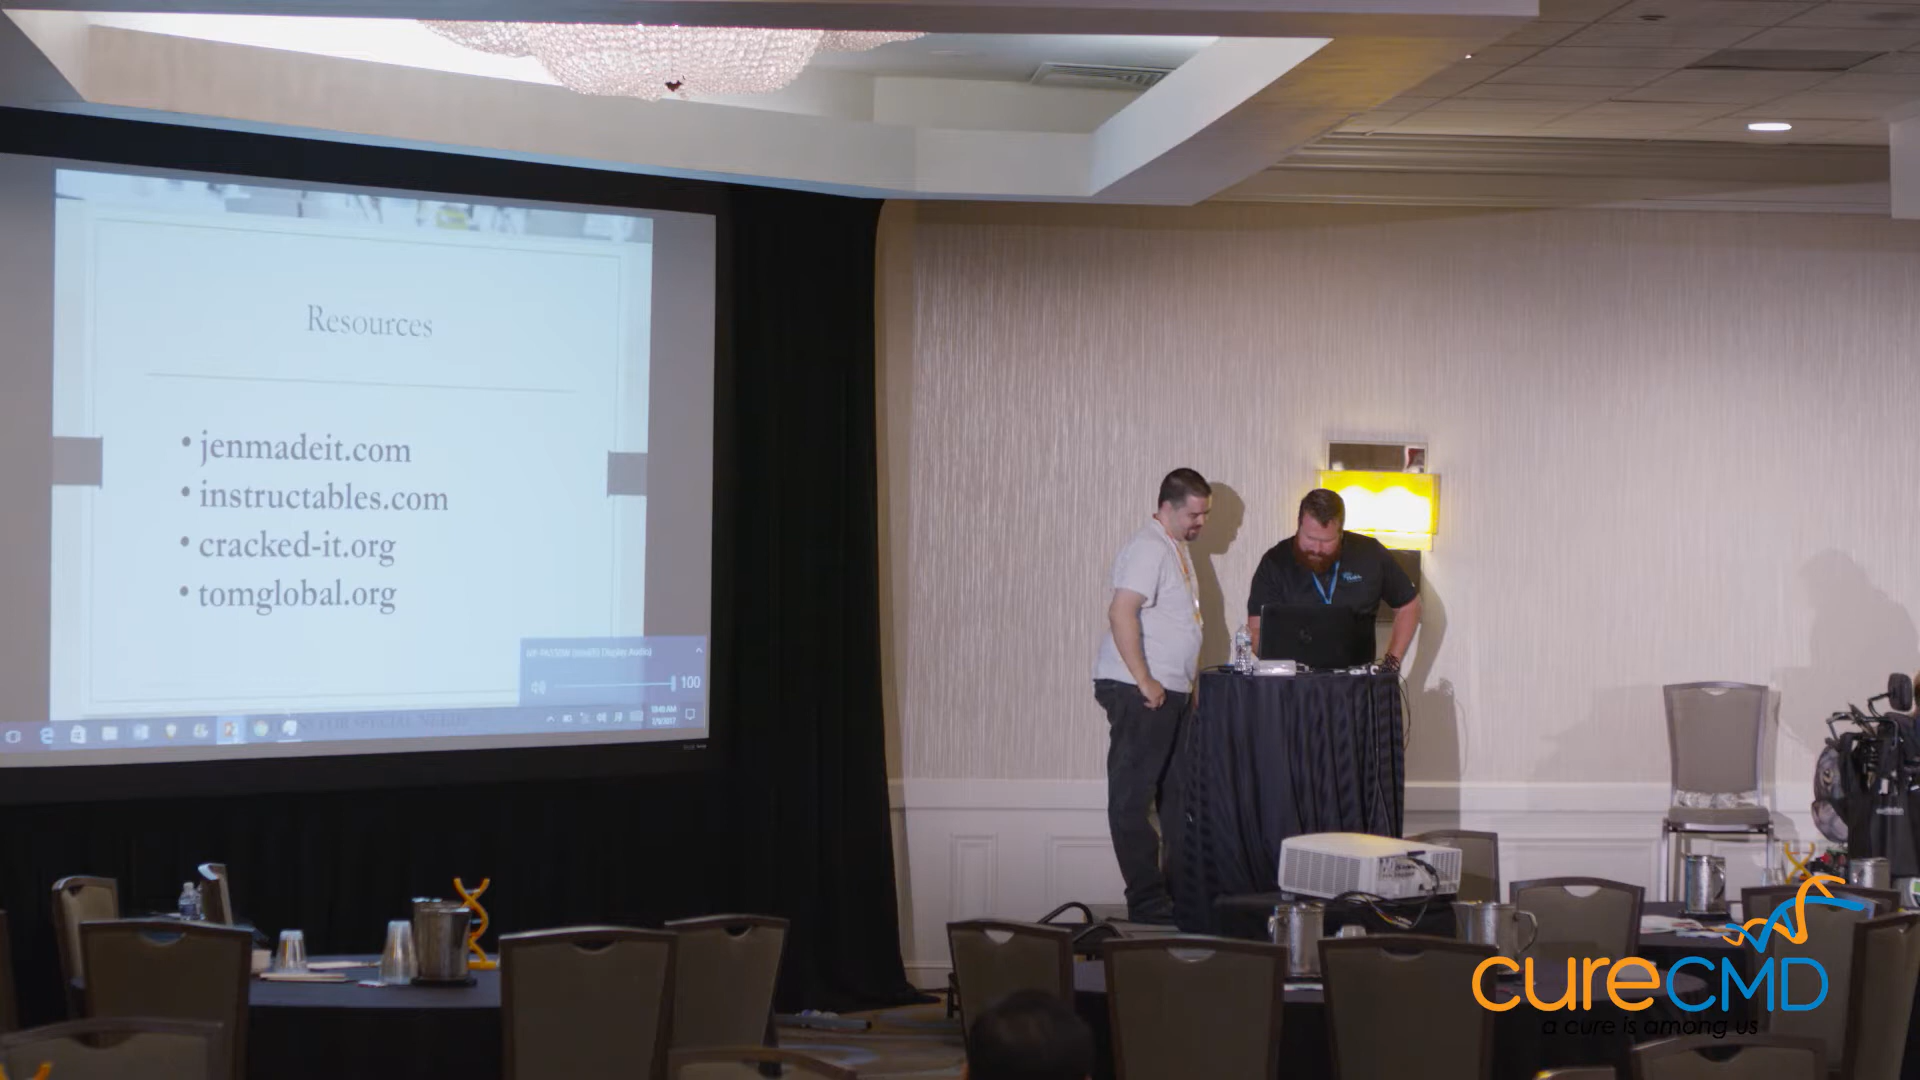 Resources
• jenmadeit.com
• instructables.com
• cracked-it.org
• tomglobal.org
100
cureCMD
a cure is among us